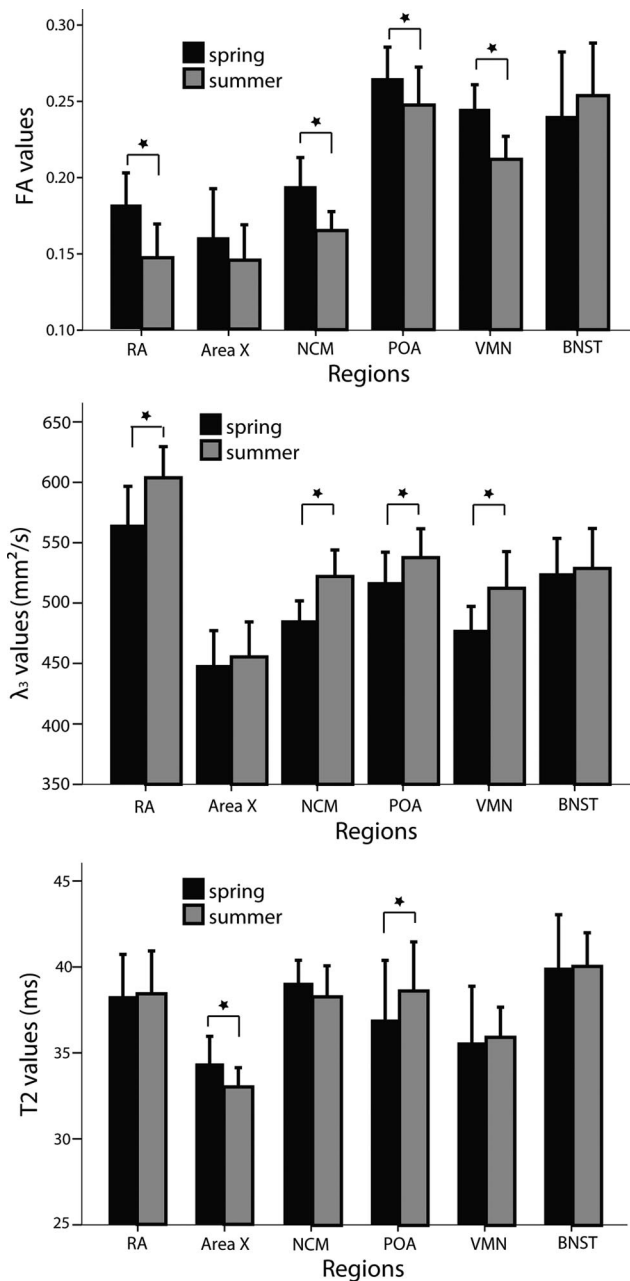 0.30
0.25
0.20
0.15
0.10
FA values
spring
summer
RA Area X NCM POA VMN BNST
Regions
650
600
550
500
450
400
350
λ₃ values (mm²/s)
spring
summer
RA Area X NCM POA VMN BNST
Regions
45
40
35
30
25
T2 values (ms)
spring
summer
RA Area X NCM POA VMN BNST
Regions